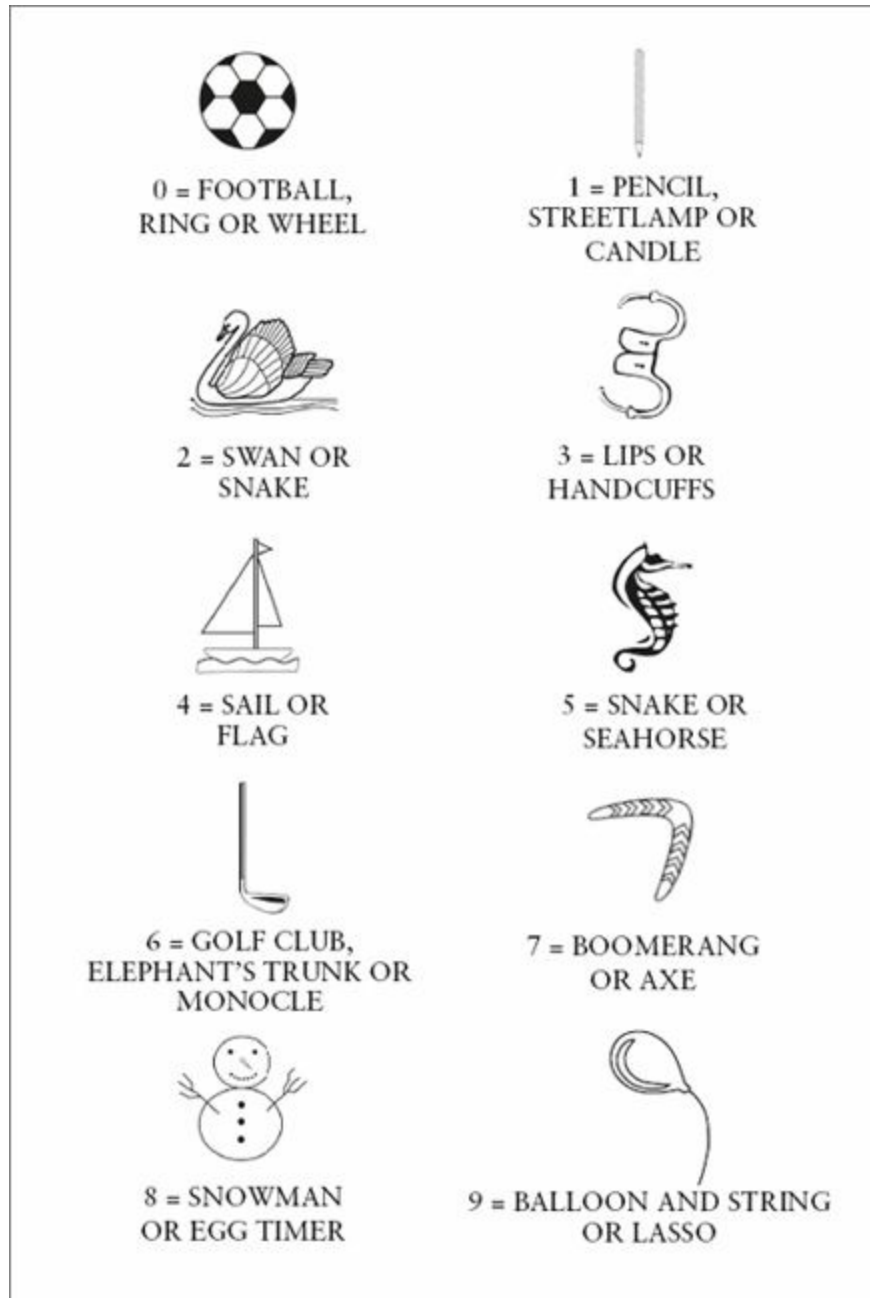 0 = FOOTBALL,
RING OR WHEEL
1 = PENCIL,
STREETLAMP OR
CANDLE
2 = SWAN OR
SNAKE
3 = LIPS OR
HANDCUFFS
4 = SAIL OR
FLAG
5 = SNAKE OR
SEAHORSE
6 = GOLF CLUB,
ELEPHANT'S TRUNK OR
MONOCLE
7 = BOOMERANG
OR AXE
8 = SNOWMAN
OR EGG TIMER
9 = BALLOON AND STRING
OR LASSO